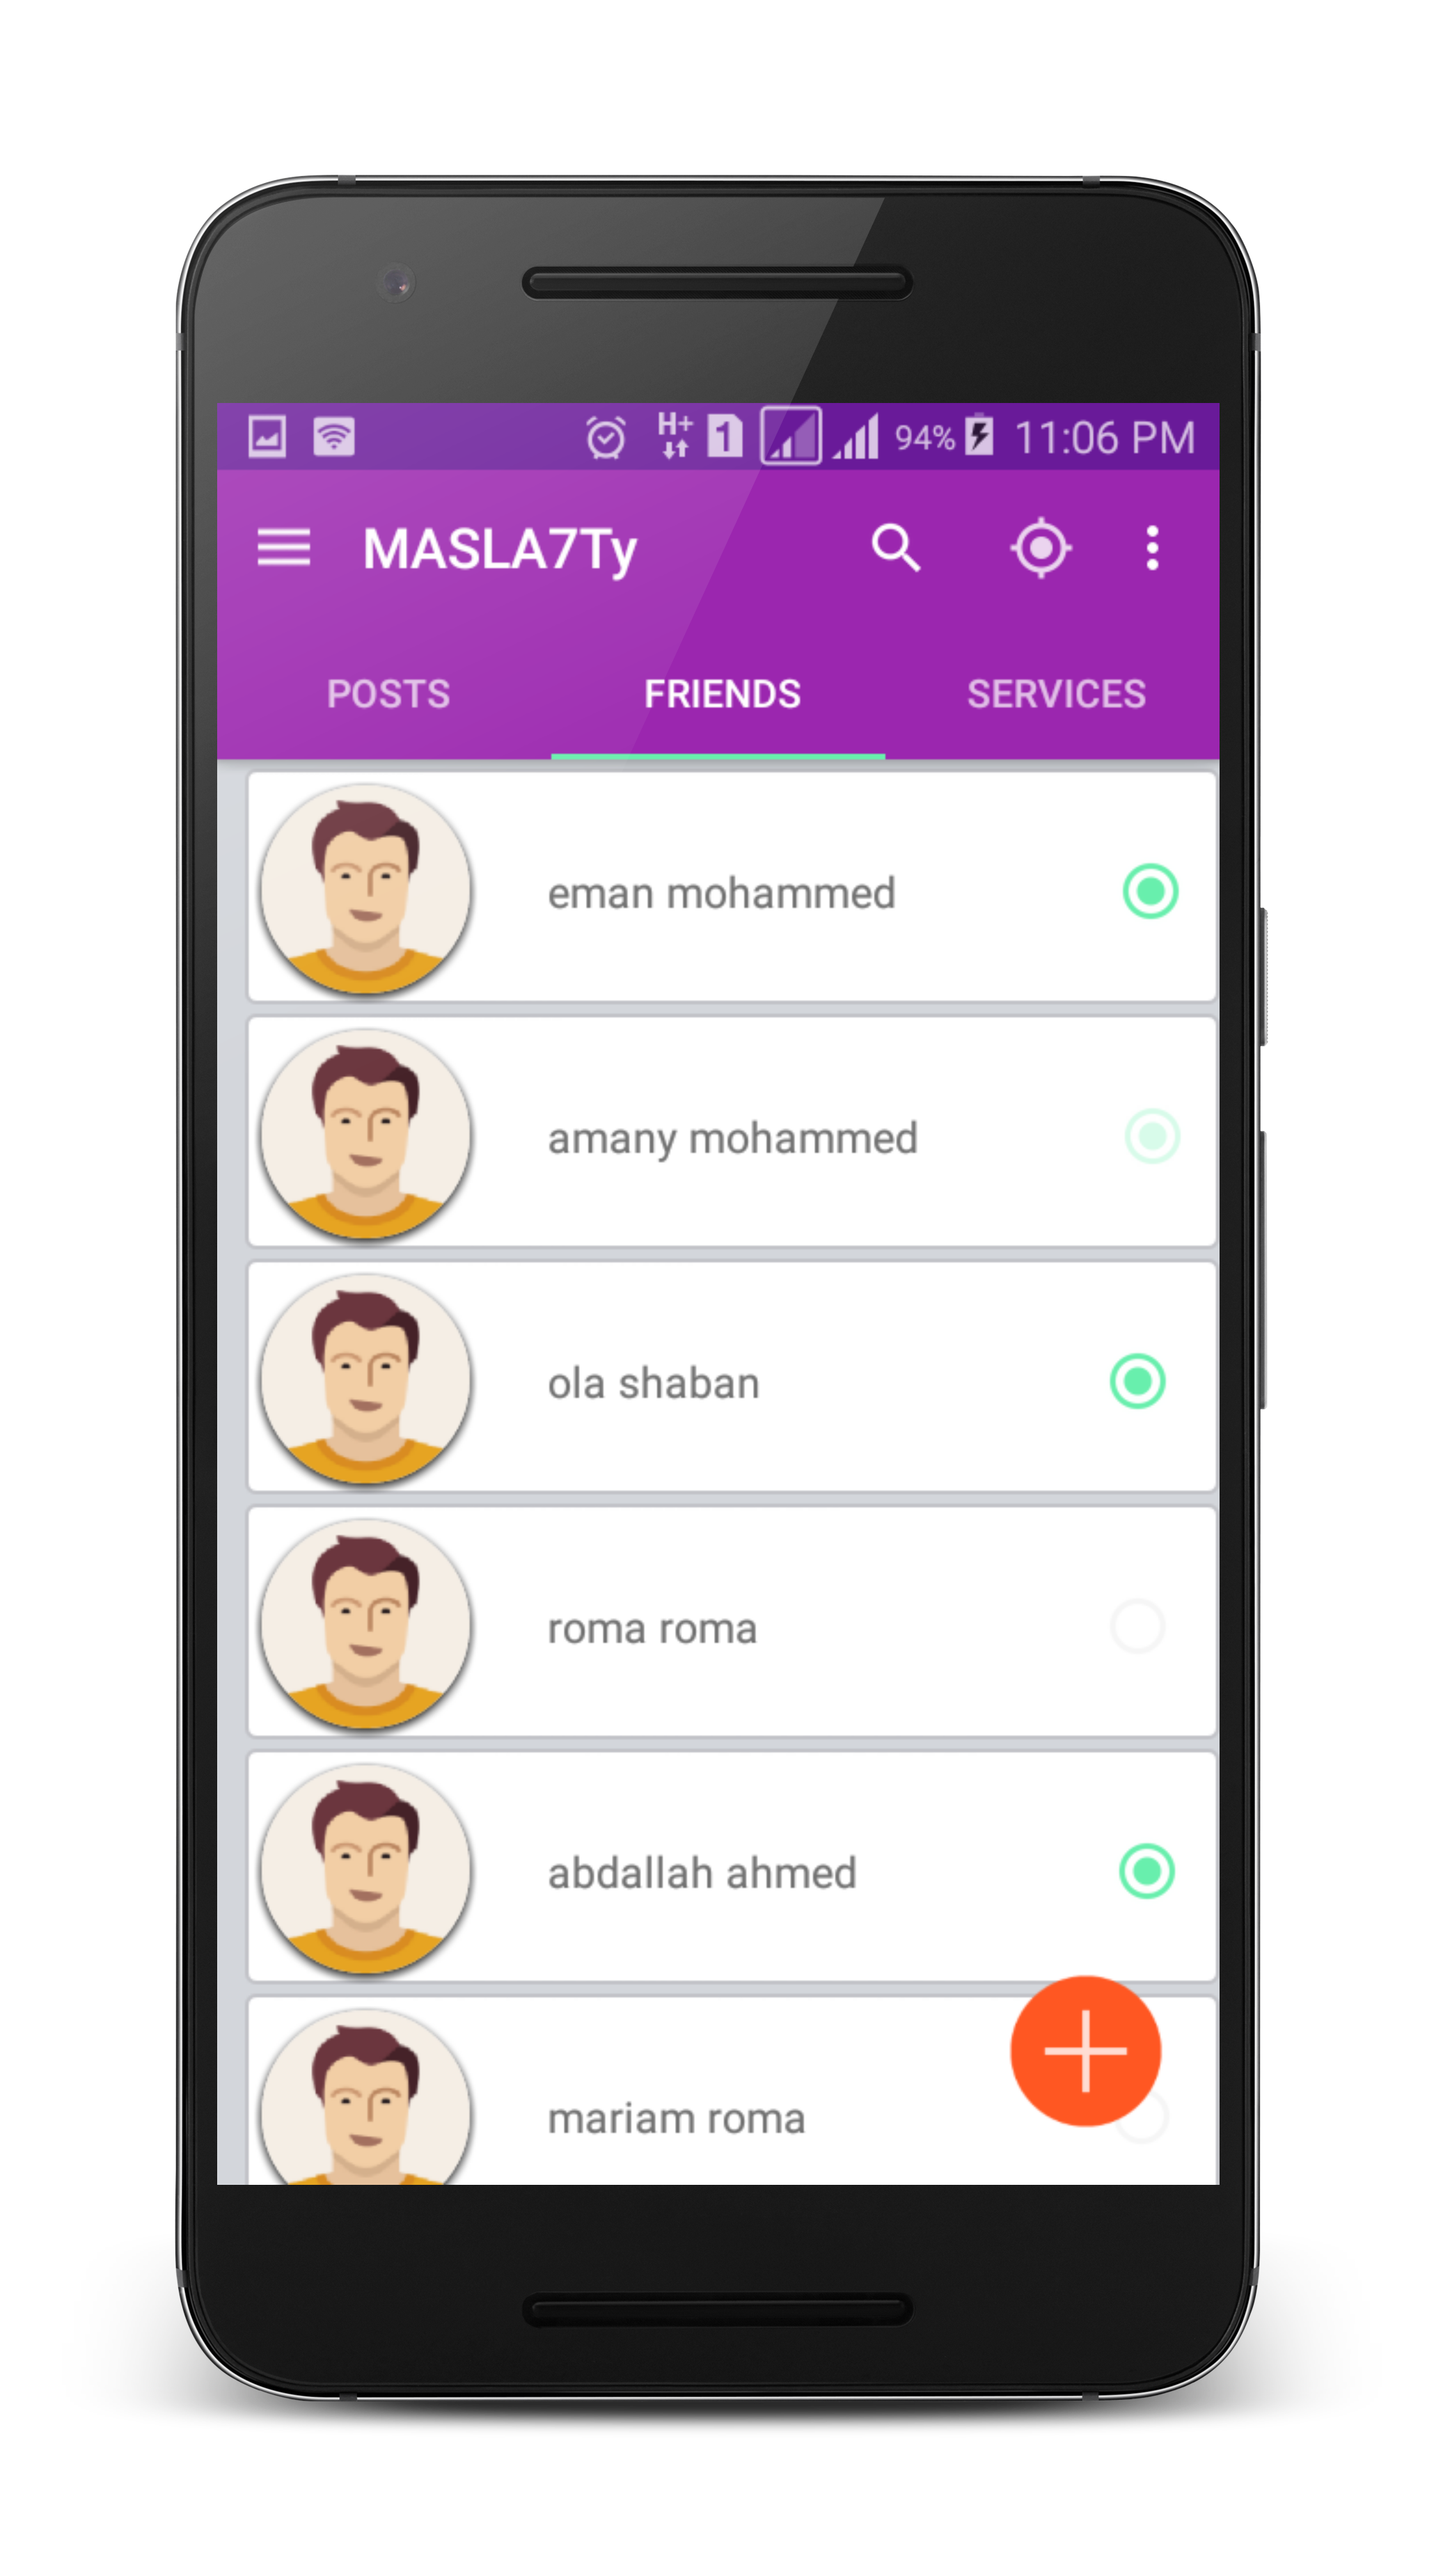 H+ 1 94% 11:06 PM
MASLA7Ty
POSTS FRIENDS SERVICES
eman mohammed
amany mohammed
ola shaban
roma roma
abdallah ahmed
mariam roma